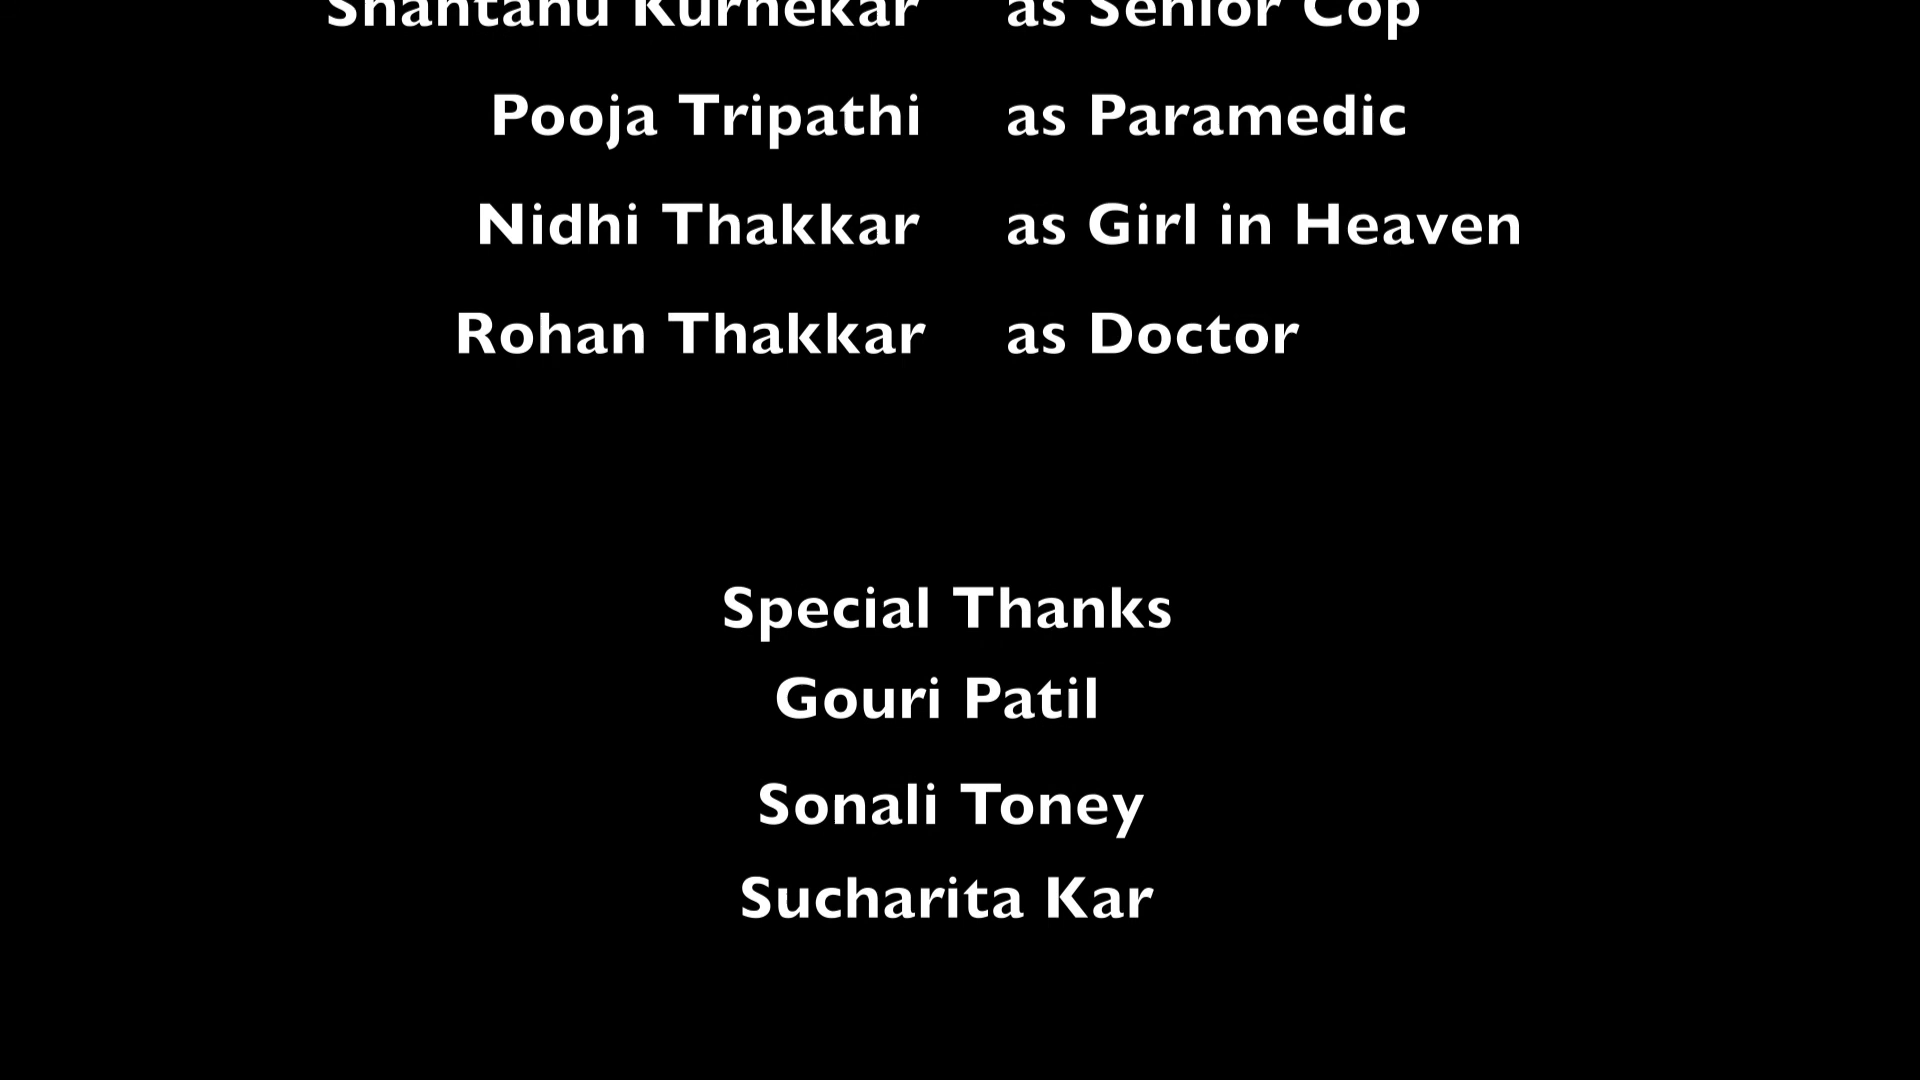 Shantanu Kurnekar as Senior Cop
Pooja Tripathi as Paramedic
Nidhi Thakkar as Girl in Heaven
Rohan Thakkar as Doctor
Special Thanks
Gouri Patil
Sonali Toney
Sucharita Kar